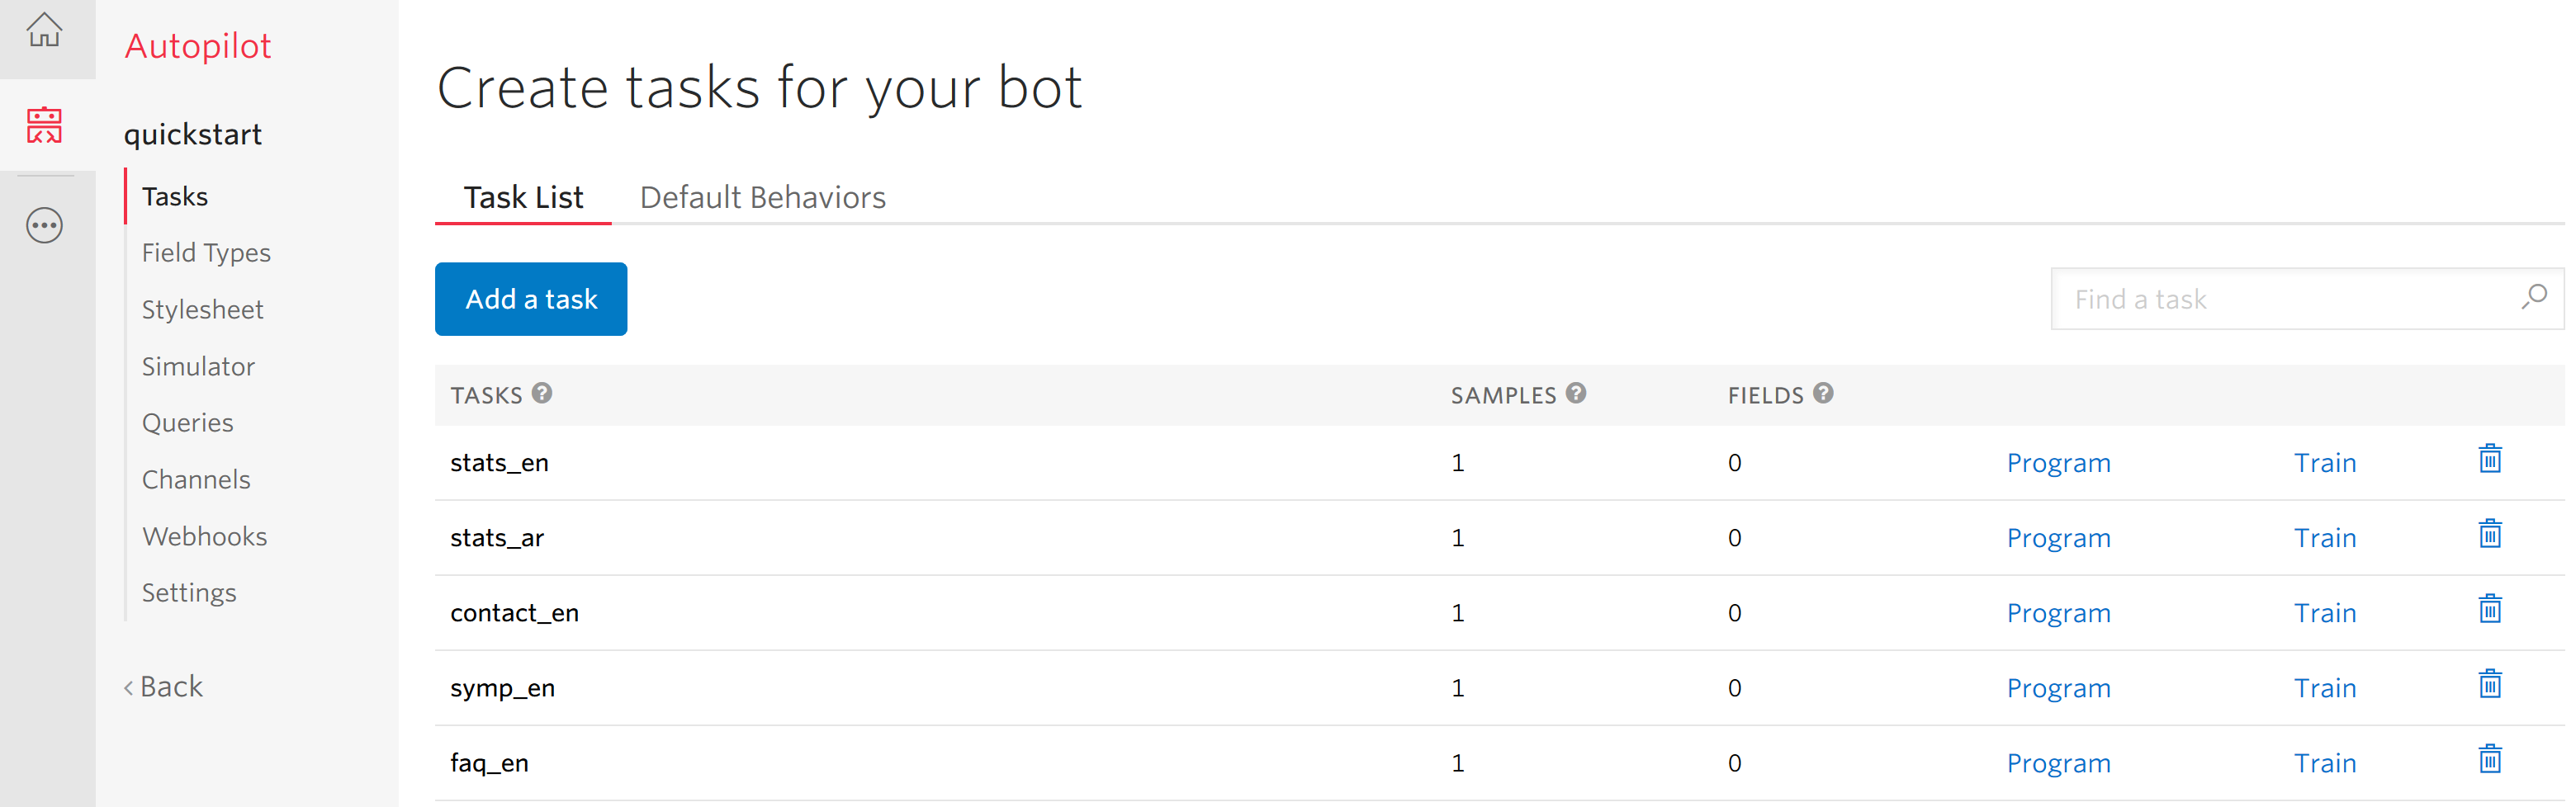 Autopilot
quickstart
Tasks
Field Types
Stylesheet
Simulator
Queries
Channels
Webhooks
Settings
‹ Back
Create tasks for your bot
Task List Default Behaviors
Add a task
Find a task
TASKS ? SAMPLES ? FIELDS ?
stats_en 1 0 Program Train
stats_ar 1 0 Program Train
contact_en 1 0 Program Train
symp_en 1 0 Program Train
faq_en 1 0 Program Train